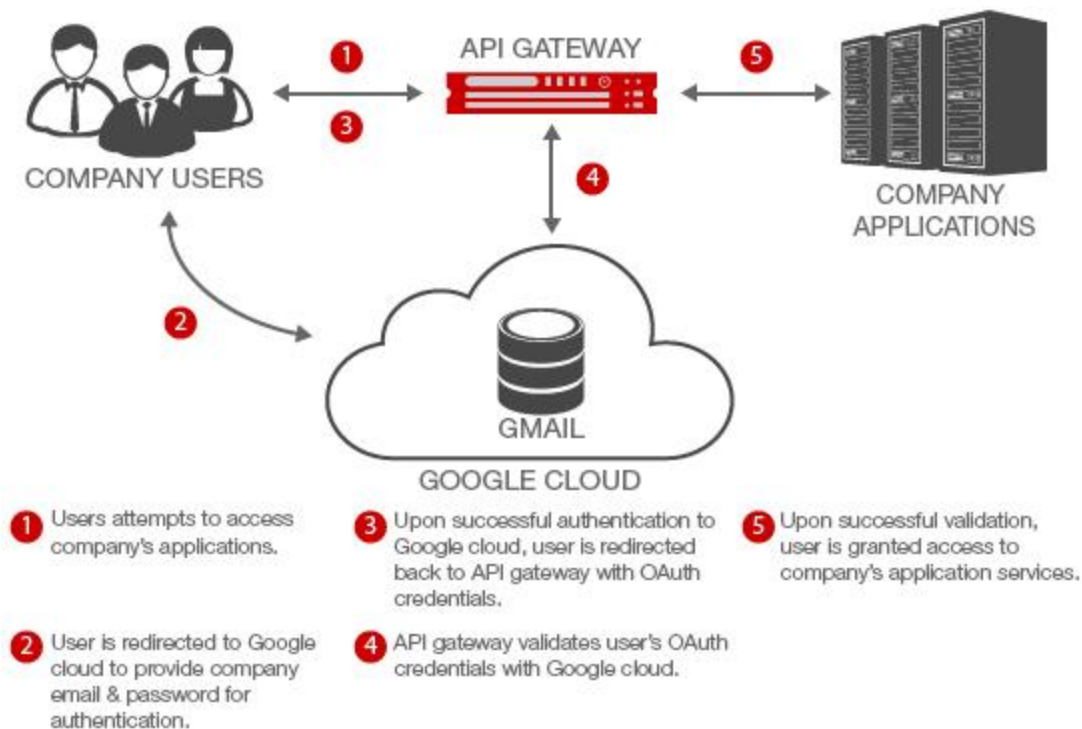 1
API GATEWAY
5
3
COMPANY USERS
4
COMPANY
APPLICATIONS
2
GMAIL
GOOGLE CLOUD
1 Users attempts to access
company's applications.
2 User is redirected to Google
cloud to provide company
email & password for
authentication.
3 Upon successful authentication to
Google cloud, user is redirected
back to API gateway with OAuth
credentials.
4 API gateway validates user's OAuth
credentials with Google cloud.
5 Upon successful validation,
user is granted access to
company's application services.